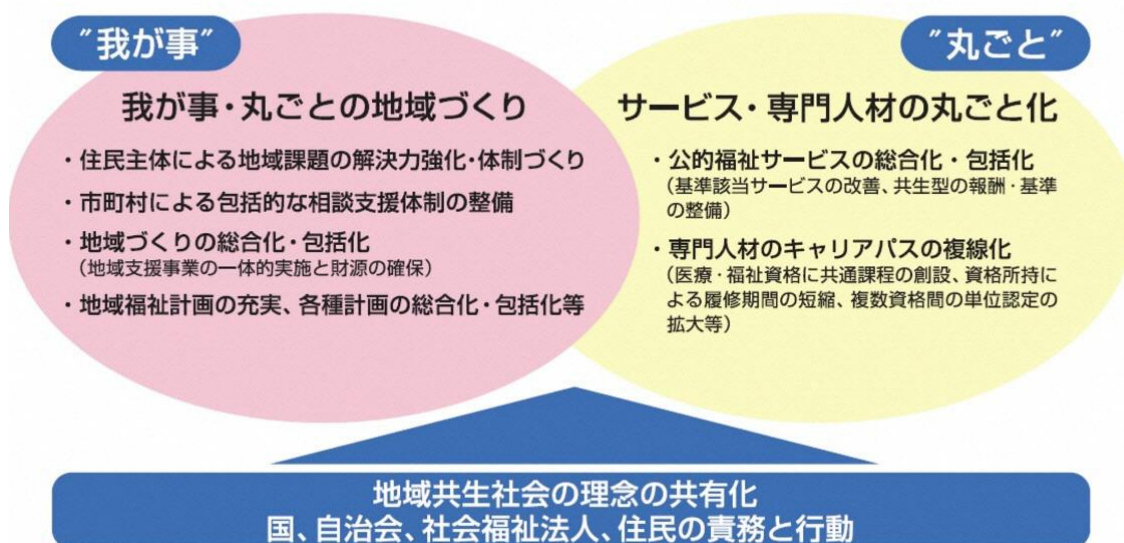 "我が事"
我が事・丸ごとの地域づくり
・住民主体による地域課題の解決力強化・体制づくり
・市町村による包括的な相談支援体制の整備
・地域づくりの総合化・包括化
(地域支援事業の一体的実施と財源の確保)
・地域福祉計画の充実、各種計画の総合化・包括化等
"丸ごと"
サービス・専門人材の丸ごと化
・公的福祉サービスの総合化・包括化
(基準該当サービスの改善、共生型の報酬・基準
の整備)
・専門人材のキャリアパスの複線化
(医療・福祉資格に共通課程の創設、資格所持に
よる履修期間の短縮、複数資格間の単位認定の
拡大等)
地域共生社会の理念の共有化
国、自治会、社会福祉法人、住民の責務と行動